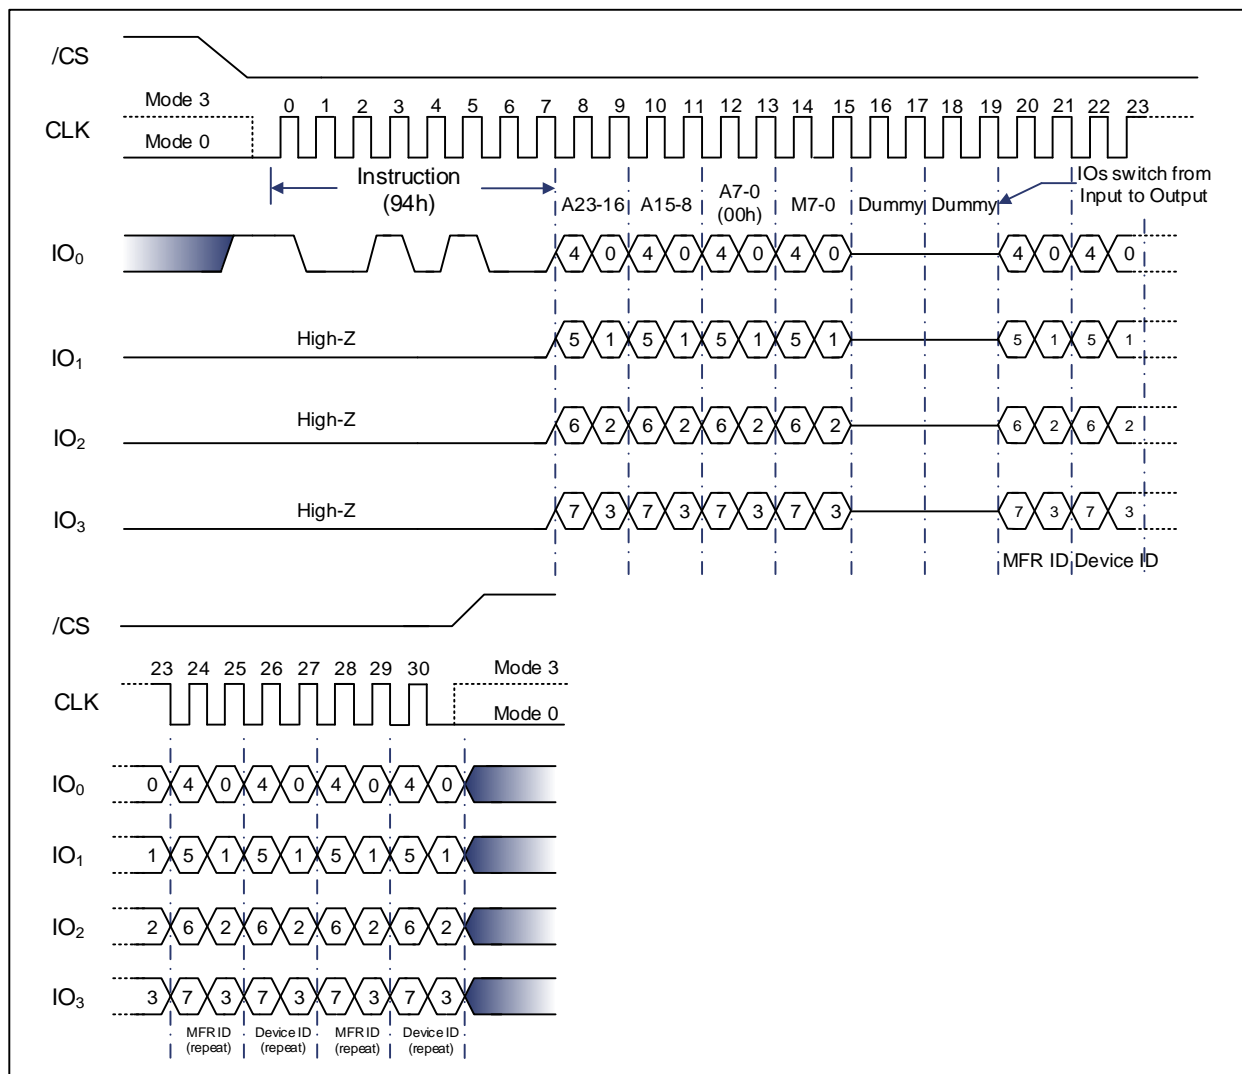 /CS
Mode 3
0 1 2 3 4 5 6 7 8 9 10 11 12 13 14 15 16 17 18 19 20 21 22 23
CLK
Mode 0
Instruction
(94h)
A23-16 A15-8 A7-0
(00h)
M7-0 Dummy Dummy
IOs switch from
Input to Output
IO0 4 0 4 0 4 0 4 0 4 0 4 0
IO1 High-Z 5 1 5 1 5 1 5 1 5 1 5 1
IO2 High-Z 6 2 6 2 6 2 6 2 6 2 6 2
IO3 High-Z 7 3 7 3 7 3 7 3 7 3 7 3
MFR ID Device ID
/CS
23 24 25 26 27 28 29 30 Mode 3
CLK
Mode 0
IO0 0 4 0 4 0 4 0 4 0
IO1 1 5 1 5 1 5 1 5 1
IO2 2 6 2 6 2 6 2 6 2
IO3 3 7 3 7 3 7 3 7 3
MFR ID Device ID MFR ID Device ID
(repeat) (repeat) (repeat) (repeat)